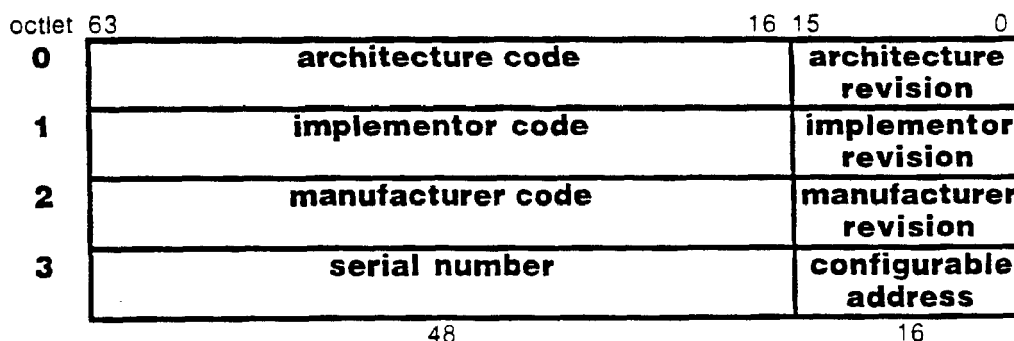 octlet 63 16 15 0
0 architecture code architecture
revision
1 implementor code implementor
revision
2 manufacturer code manufacturer
revision
3 serial number configurable
address
48 16